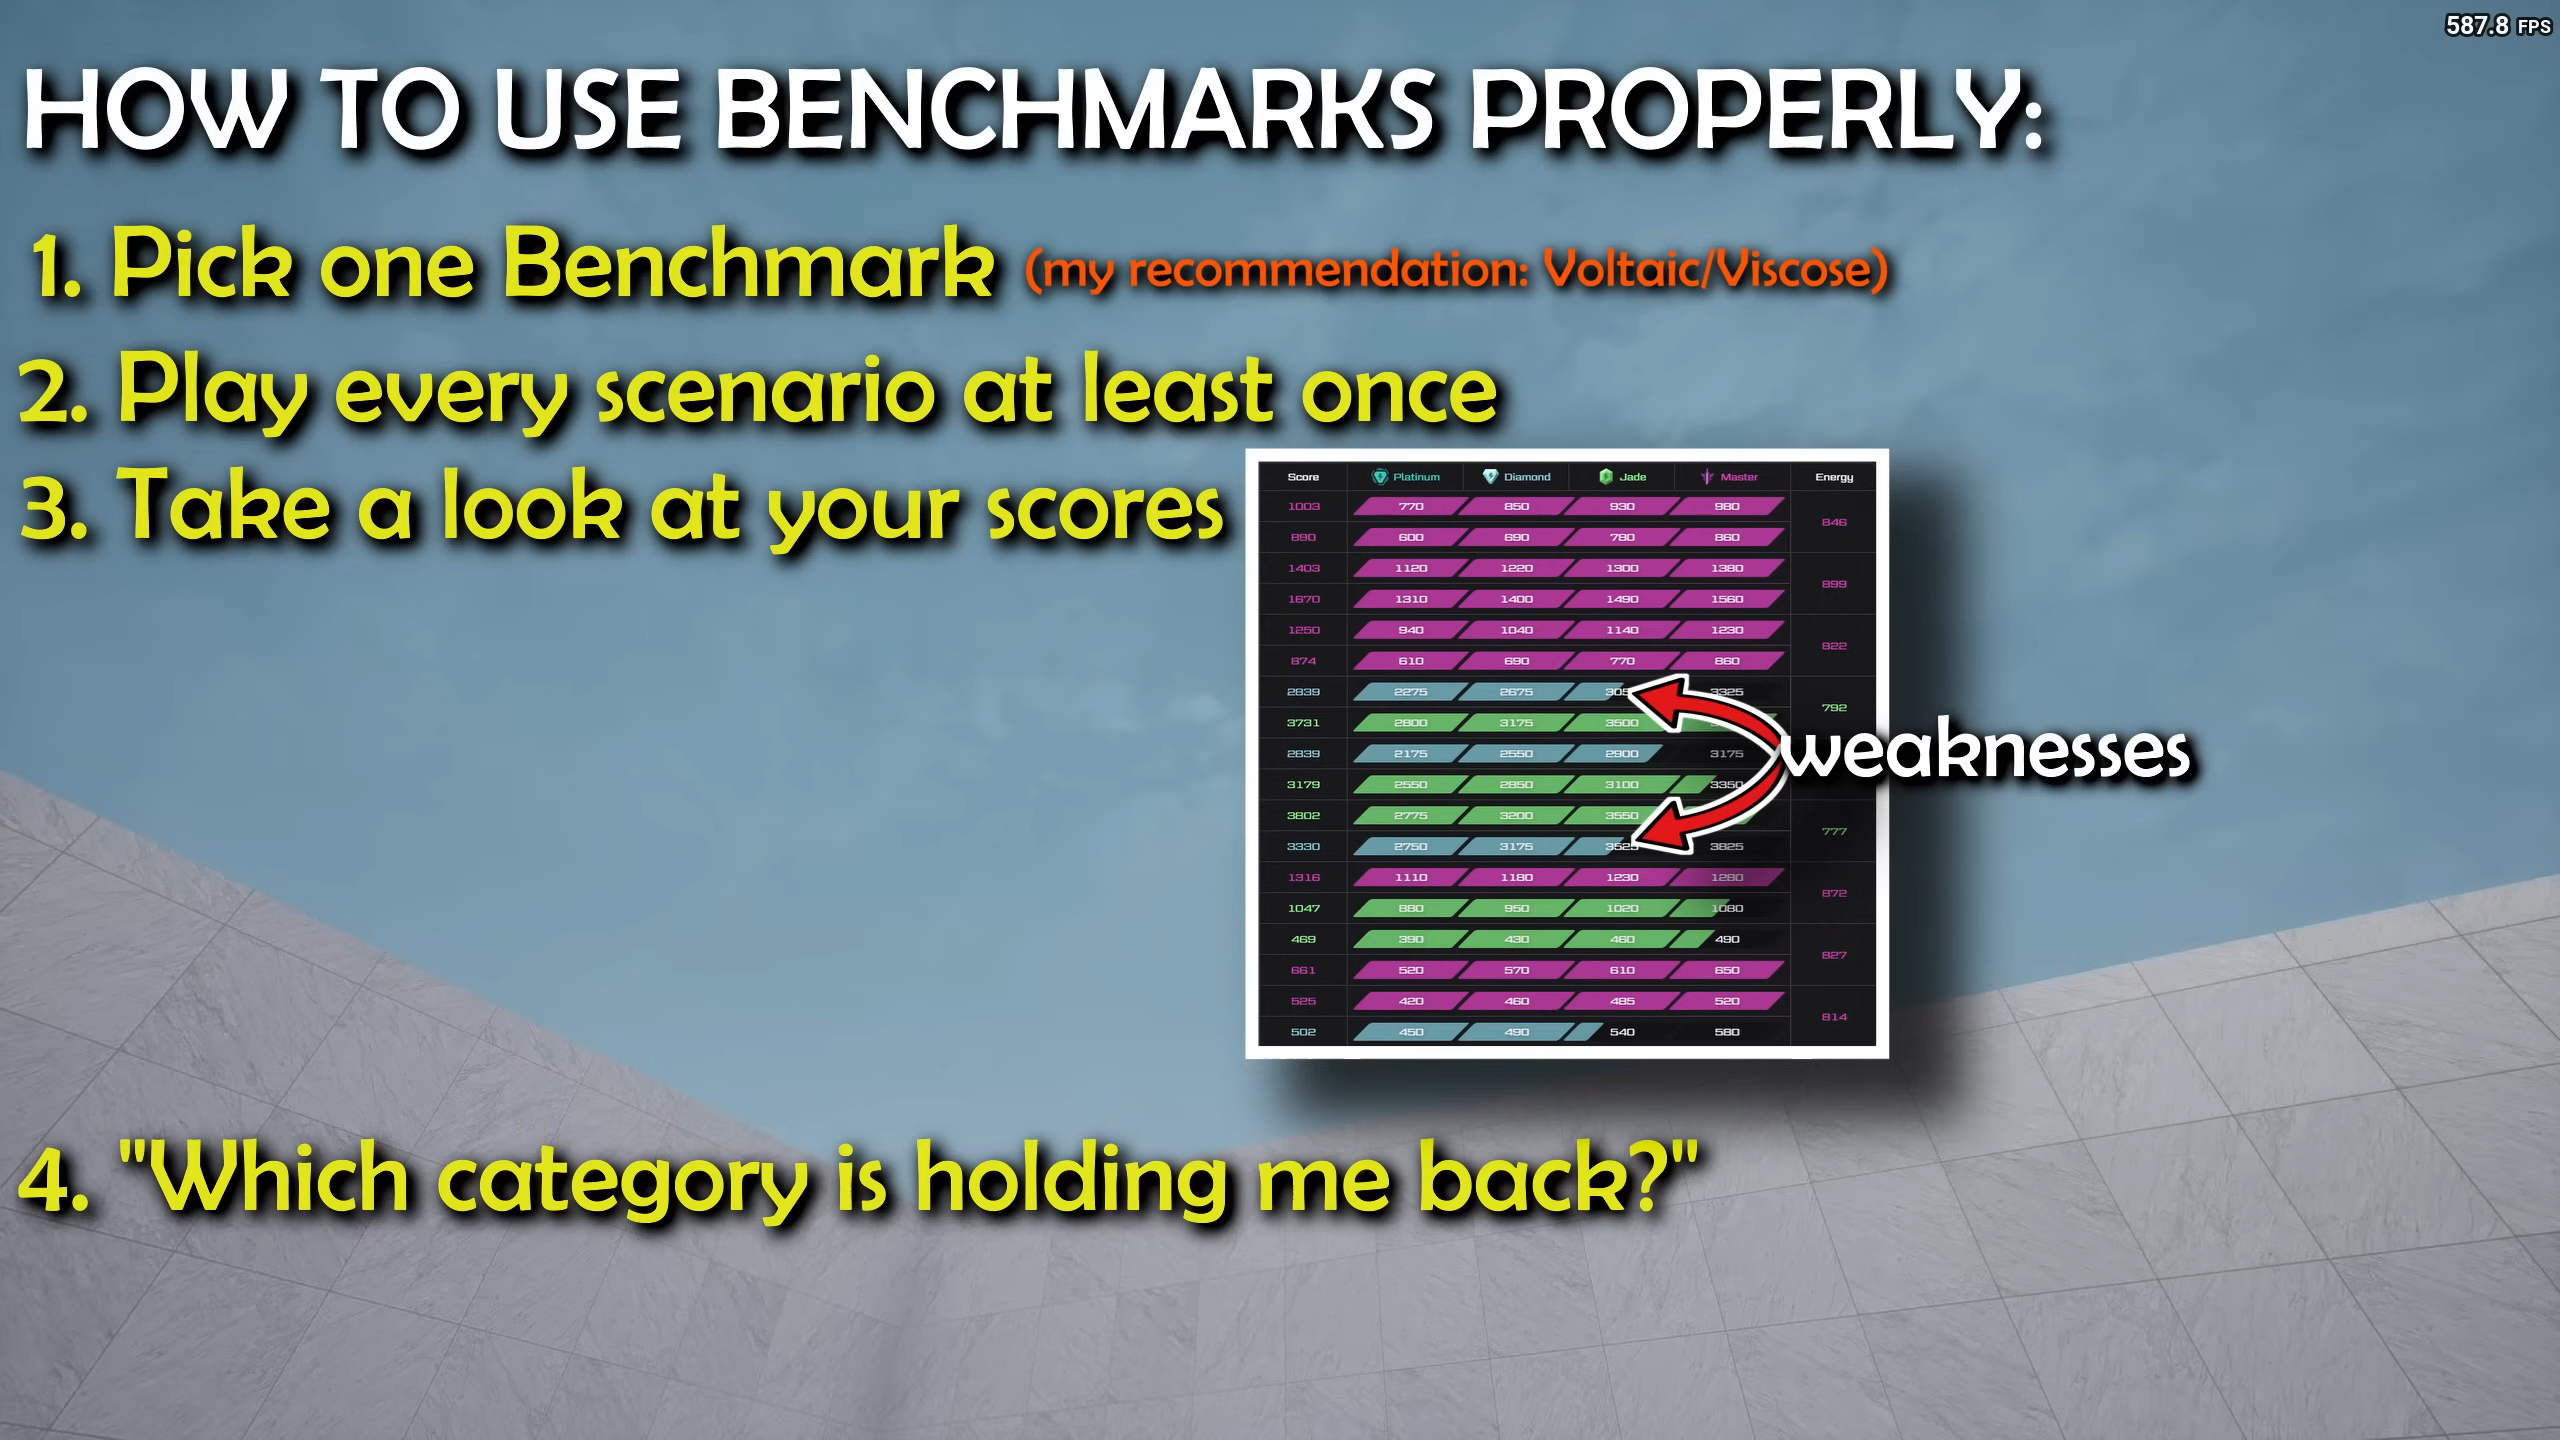 587.8 FPS
HOW TO USE BENCHMARKS PROPERLY:
1. Pick one Benchmark (my recommendation: Voltaic/Viscose)
2. Play every scenario at least once
3. Take a look at your scores
Score Platinum Diamond Jade Master Energy
1003 770 850 930 980
846
890 600 690 780 860
1403 1120 1220 1300 1380
899
1670 1310 1400 1490 1560
1250 940 1040 1140 1230
822
874 610 690 770 860
2839 2275 2675 3325
792
3731 2800 3175 3500
2839 2175 2550 2900 3175
weaknesses
3179 2550 2850 3100 3350
3802 2775 3200 3550
777
3330 2750 3175 3525 3825
1316 1110 1180 1230 1280
872
1047 880 950 1020 1080
469 390 430 460 490
827
661 520 570 610 650
525 420 460 485 520
814
502 450 490 540 580
4. "Which category is holding me back?"